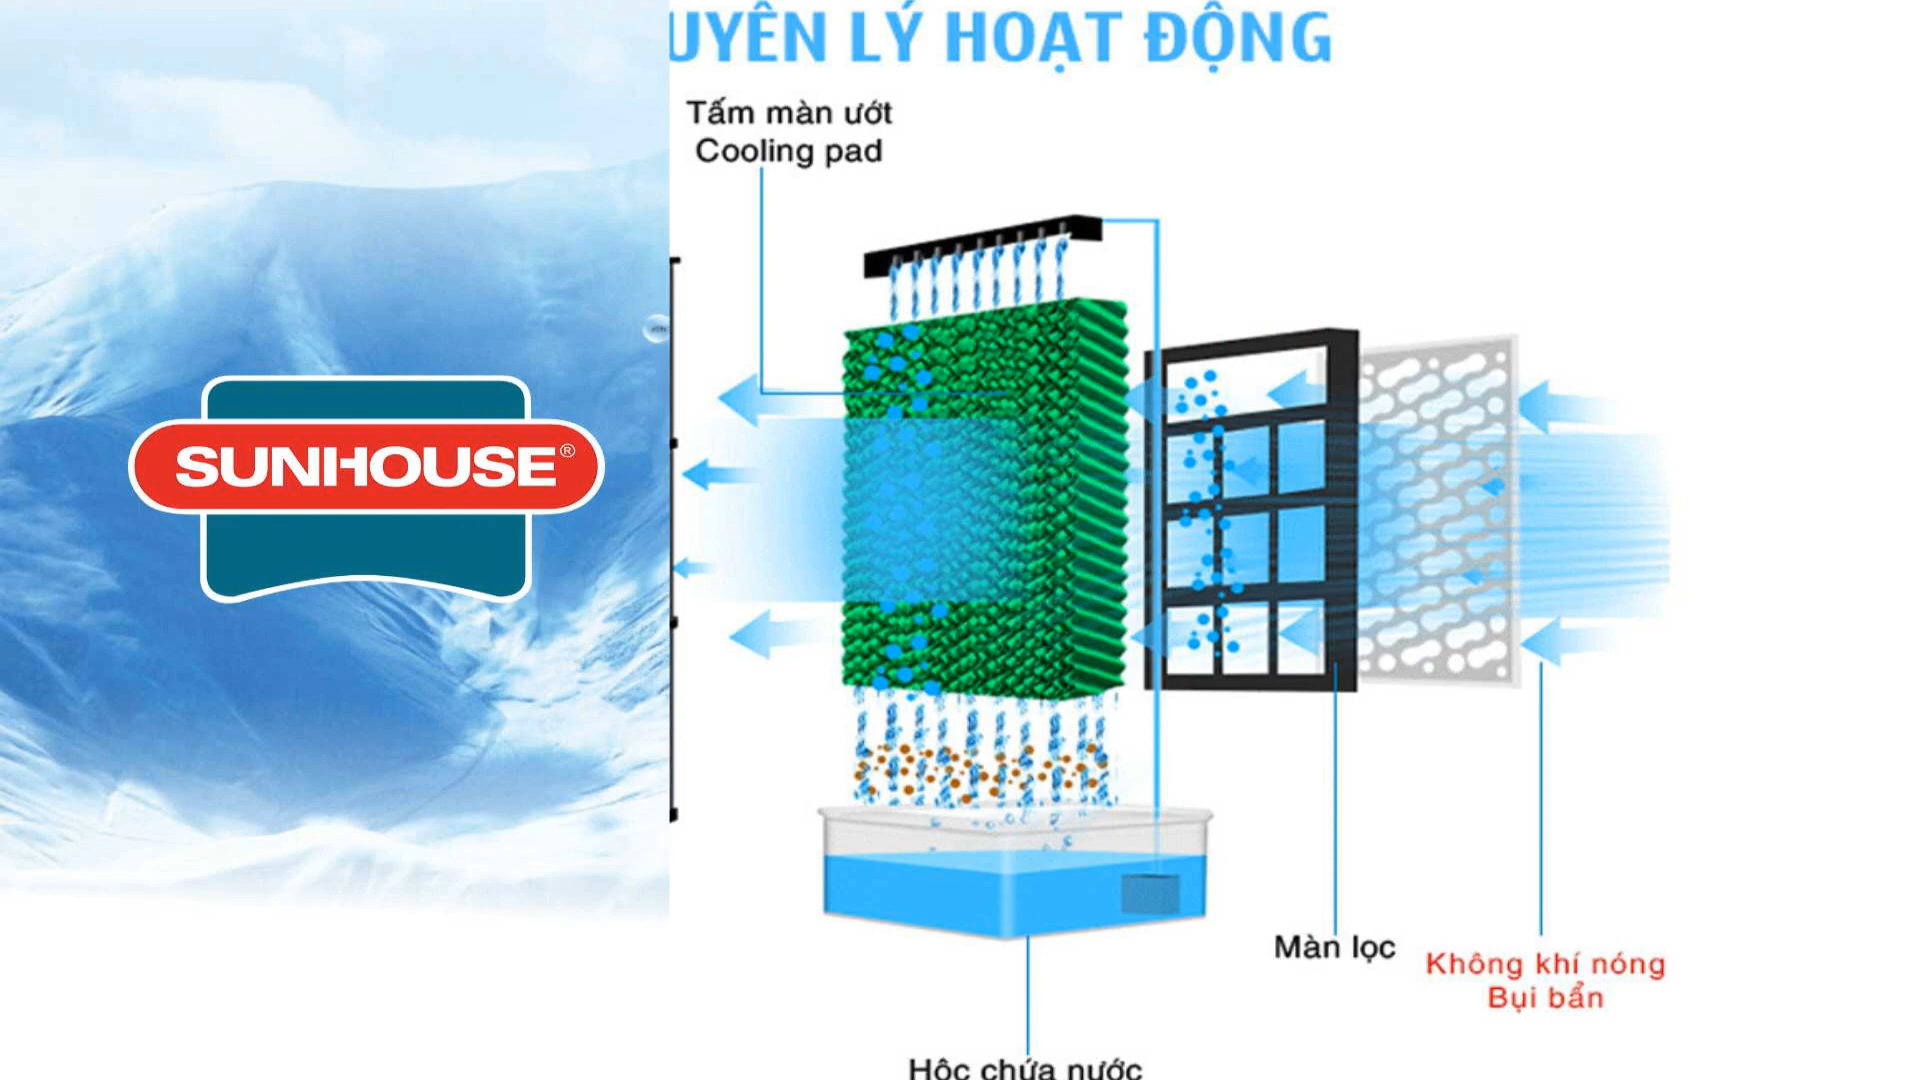 UYÊN LÝ HOẠT ĐỘNG
Tấm màn ướt
Cooling pad
SUNHOUSE®
Màn lọc
Không khí nóng
Bụi bẩn
Hộc chứa nước